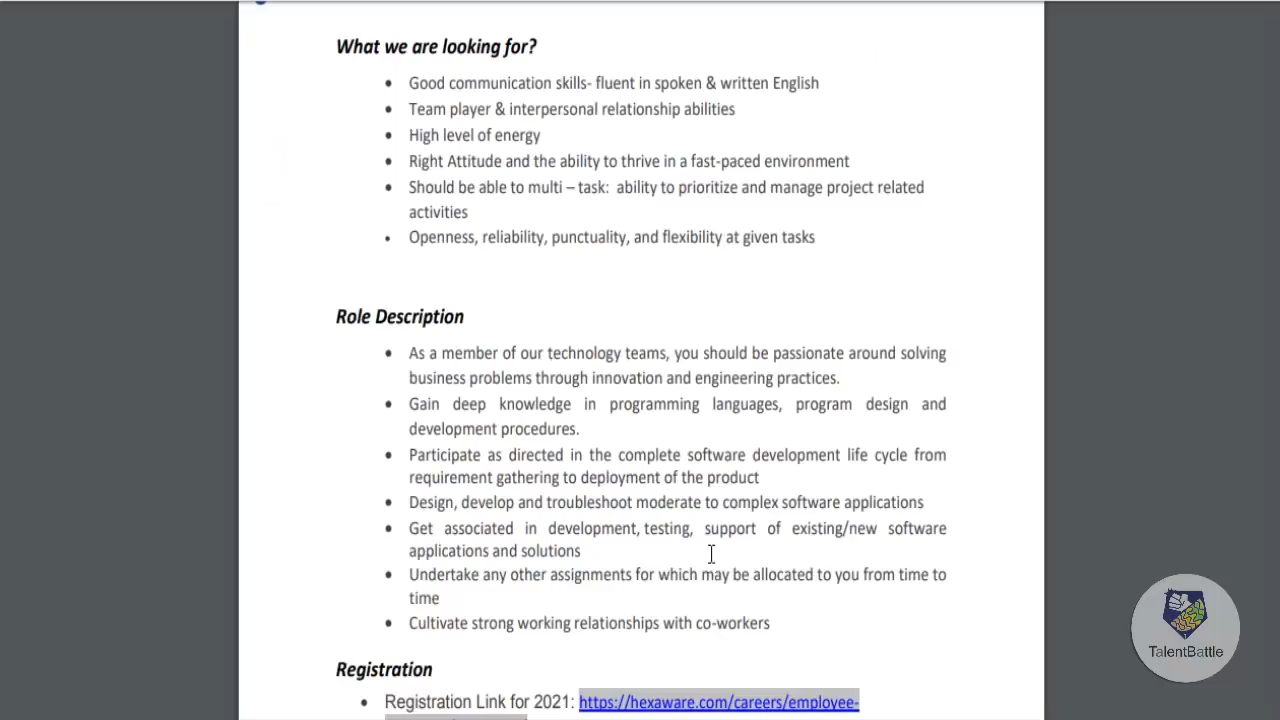 What we are looking for?
• Good communication skills- fluent in spoken & written English
• Team player & interpersonal relationship abilities
• High level of energy
• Right Attitude and the ability to thrive in a fast-paced environment
• Should be able to multi – task: ability to prioritize and manage project related
activities
• Openness, reliability, punctuality, and flexibility at given tasks
Role Description
• As a member of our technology teams, you should be passionate around solving
business problems through innovation and engineering practices.
• Gain deep knowledge in programming languages, program design and
development procedures.
• Participate as directed in the complete software development life cycle from
requirement gathering to deployment of the product
• Design, develop and troubleshoot moderate to complex software applications
• Get associated in development, testing, support of existing/new software
applications and solutions
• Undertake any other assignments for which may be allocated to you from time to
time
• Cultivate strong working relationships with co-workers
Registration
• Registration Link for 2021: https://hexaware.com/careers/employee-
TalentBattle